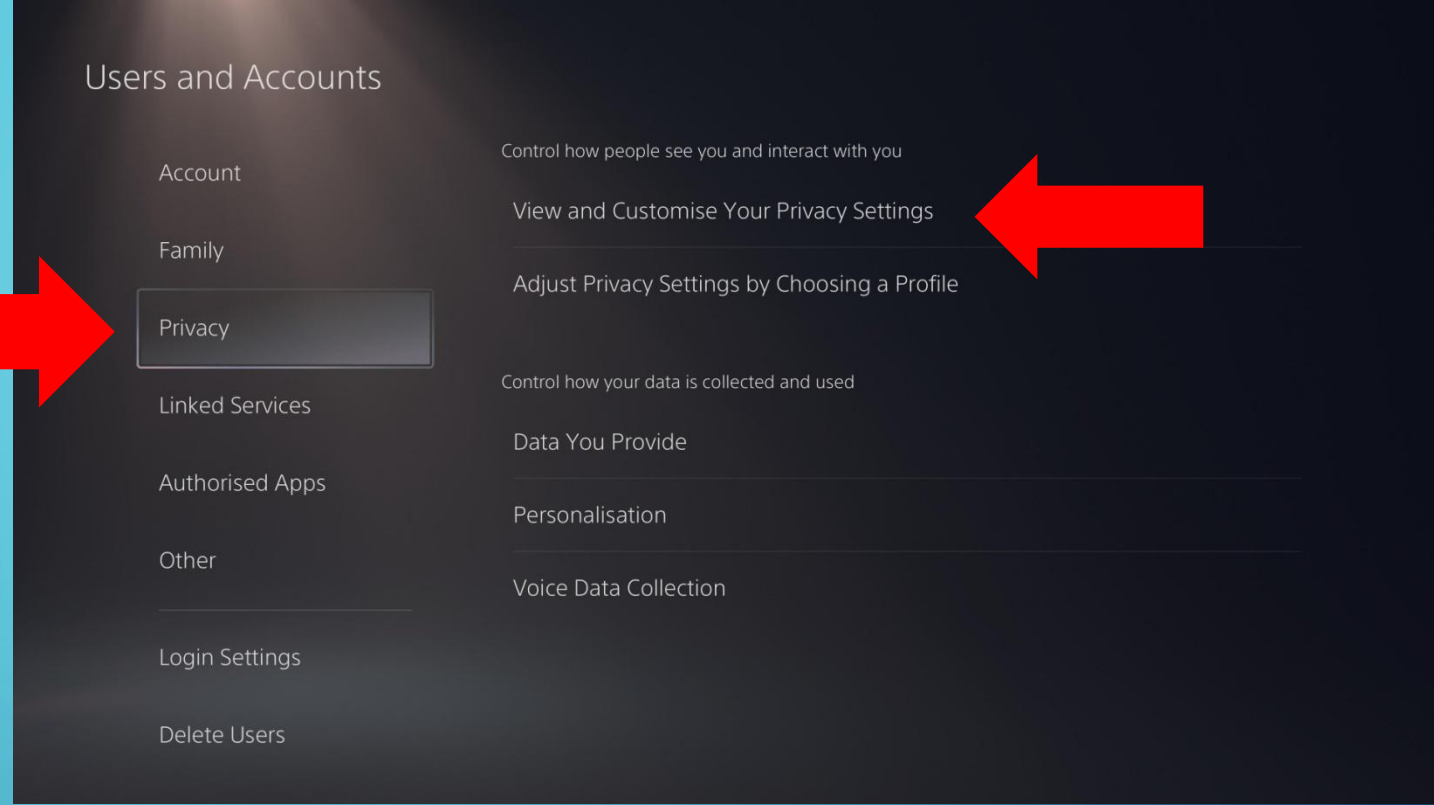 Users and Accounts
Account
Family
Privacy
Linked Services
Authorised Apps
Other
Login Settings
Delete Users
Control how people see you and interact with you
View and Customise Your Privacy Settings
Adjust Privacy Settings by Choosing a Profile
Control how your data is collected and used
Data You Provide
Personalisation
Voice Data Collection